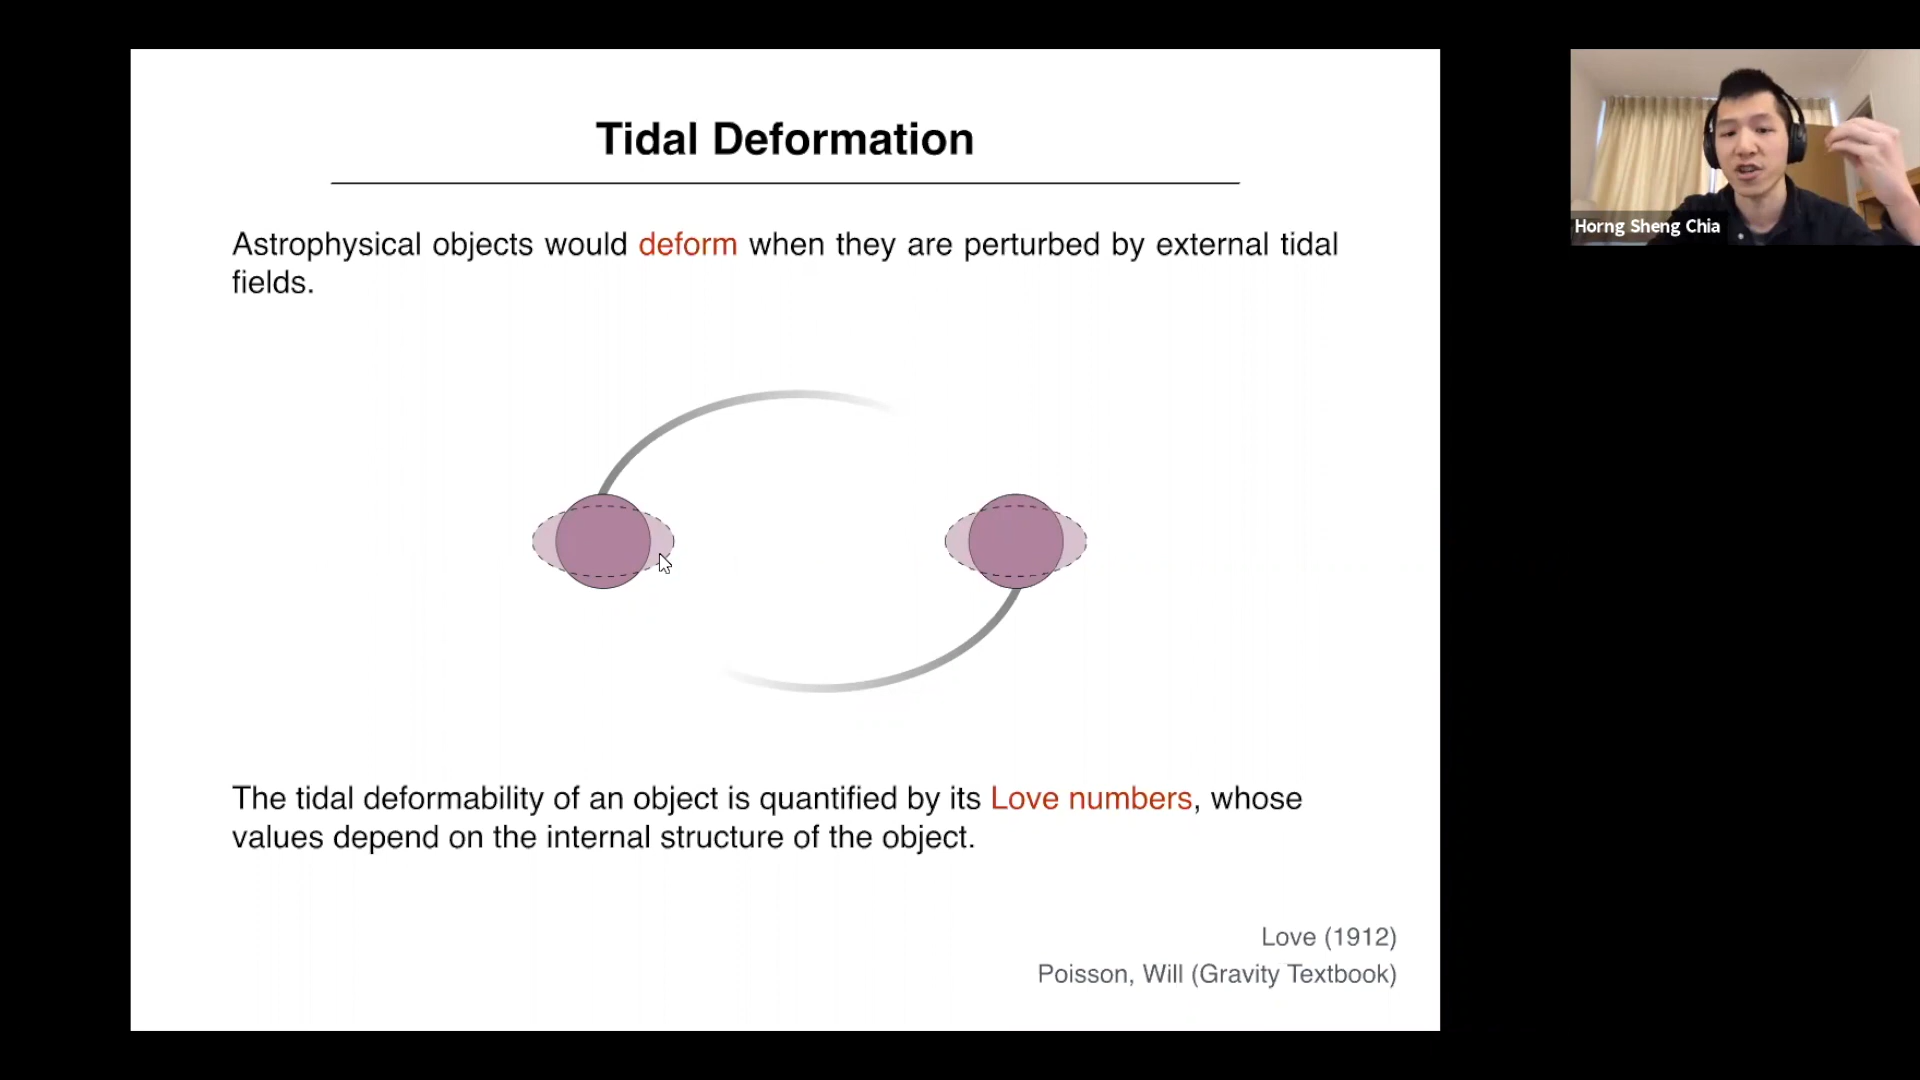 Tidal Deformation
Astrophysical objects would deform when they are perturbed by external tidal
fields.
The tidal deformability of an object is quantified by its Love numbers, whose
values depend on the internal structure of the object.
Love (1912)
Poisson, Will (Gravity Textbook)
Horng Sheng Chia